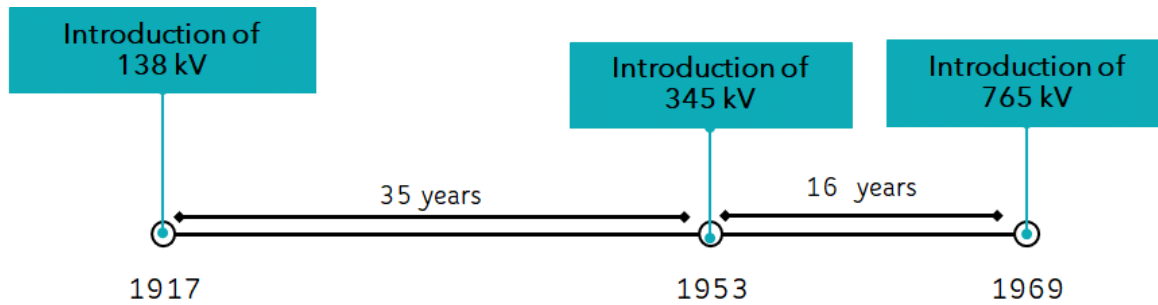 Introduction of
138 kV
Introduction of
345 kV
Introduction of
765 kV
35 years
16 years
1917
1953
1969